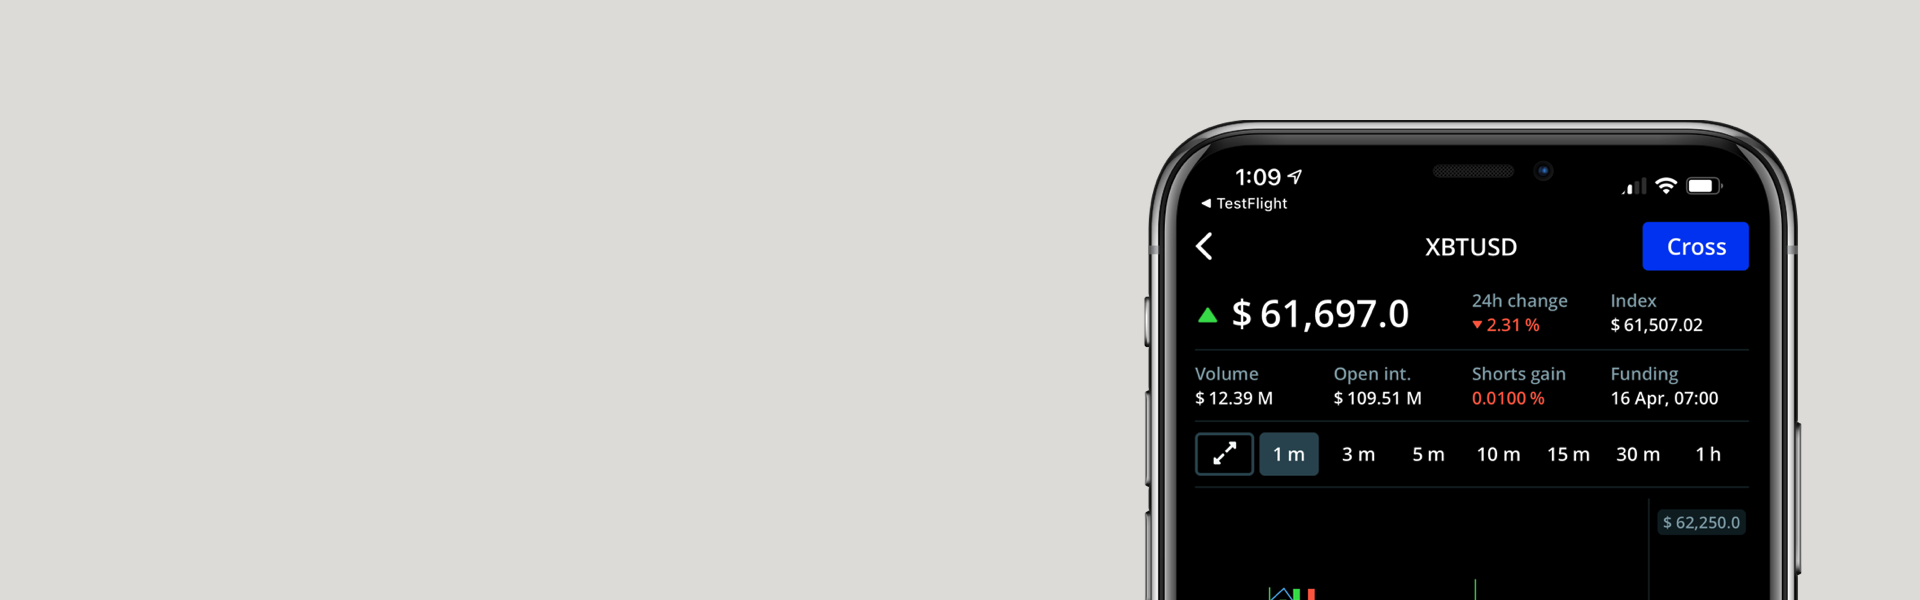 1:09
◀ TestFlight
XBTUSD
Cross
$ 61,697.0
24h change
2.31 %
Index
$ 61,507.02
Volume
$ 12.39 M
Open int.
$ 109.51 M
Shorts gain
0.0100 %
Funding
16 Apr, 07:00
1 m 3 m 5 m 10 m 15 m 30 m 1 h
$ 62,250.0